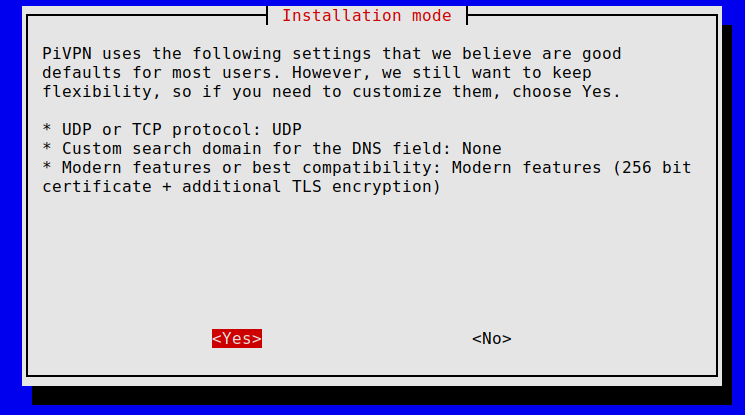 Installation mode
PiVPN uses the following settings that we believe are good
defaults for most users. However, we still want to keep
flexibility, so if you need to customize them, choose Yes.
* UDP or TCP protocol: UDP
* Custom search domain for the DNS field: None
* Modern features or best compatibility: Modern features (256 bit
certificate + additional TLS encryption)
<Yes> <No>